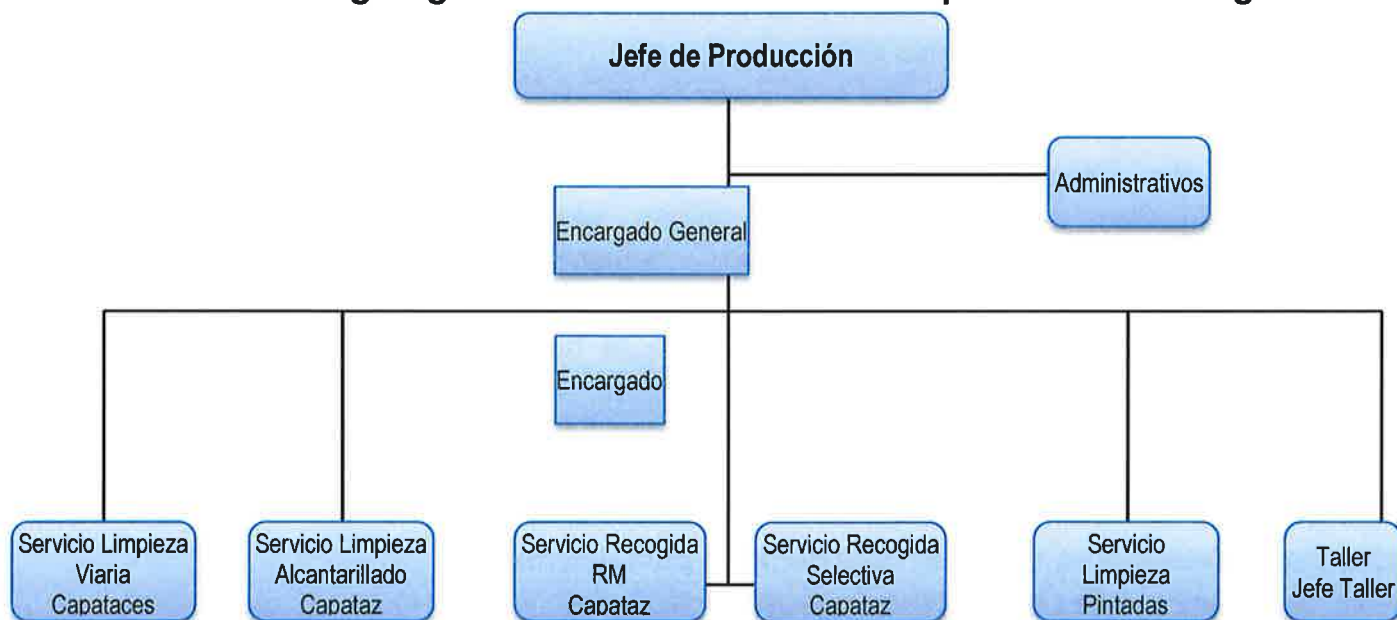 Jefe de Producción
Administrativos
Encargado General
Encargado
Servicio Limpieza
Viaria
Capataces
Servicio Limpieza
Alcantarillado
Capataz
Servicio Recogida
RM
Capataz
Servicio Recogida
Selectiva
Capataz
Servicio
Limpieza
Pintadas
Taller
Jefe Taller